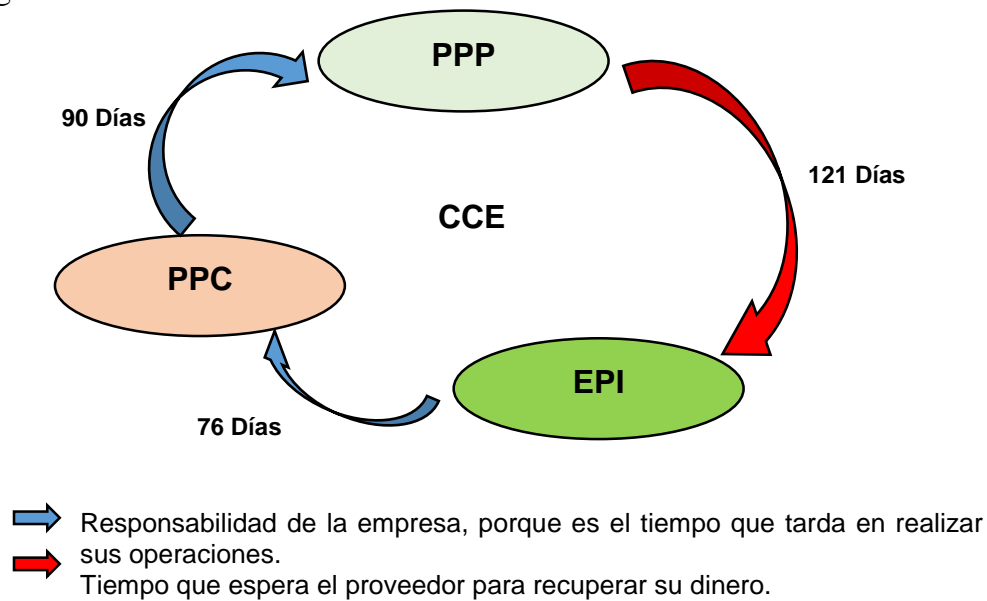 PPP
90 Días
121 Días
CCE
PPC
EPI
76 Días
Responsabilidad de la empresa, porque es el tiempo que tarda en realizar
sus operaciones.
Tiempo que espera el proveedor para recuperar su dinero.